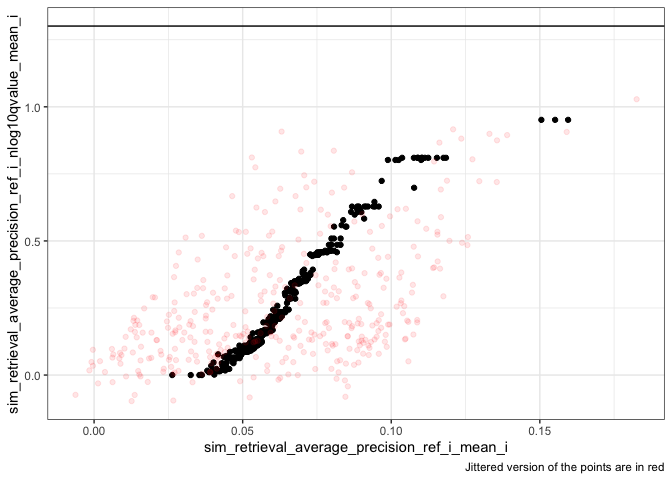 sim_retrieval_average_precision_ref_i_nlog10qvalue_mean_i
1.0
0.5
0.0
0.00
0.05
0.10
0.15
sim_retrieval_average_precision_ref_i_mean_i
Jittered version of the points are in red